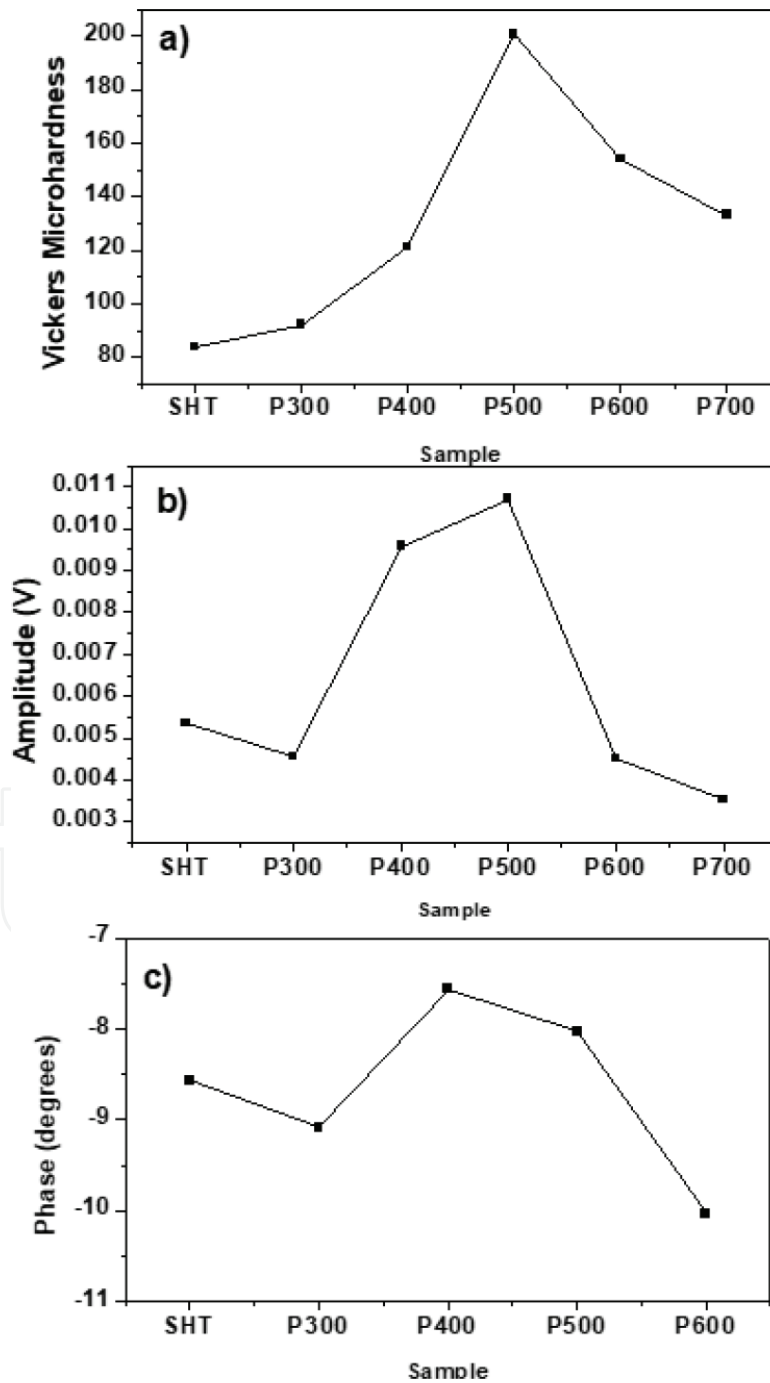 a)
Vickers Microhardness
200
180
160
140
120
100
80
SHT P300 P400 P500 P600 P700
Sample
b)
Amplitude (V)
0.011
0.010
0.009
0.008
0.007
0.006
0.005
0.004
0.003
SHT P300 P400 P500 P600 P700
Sample
c)
Phase (degrees)
-7
-8
-9
-10
-11
SHT P300 P400 P500 P600
Sample